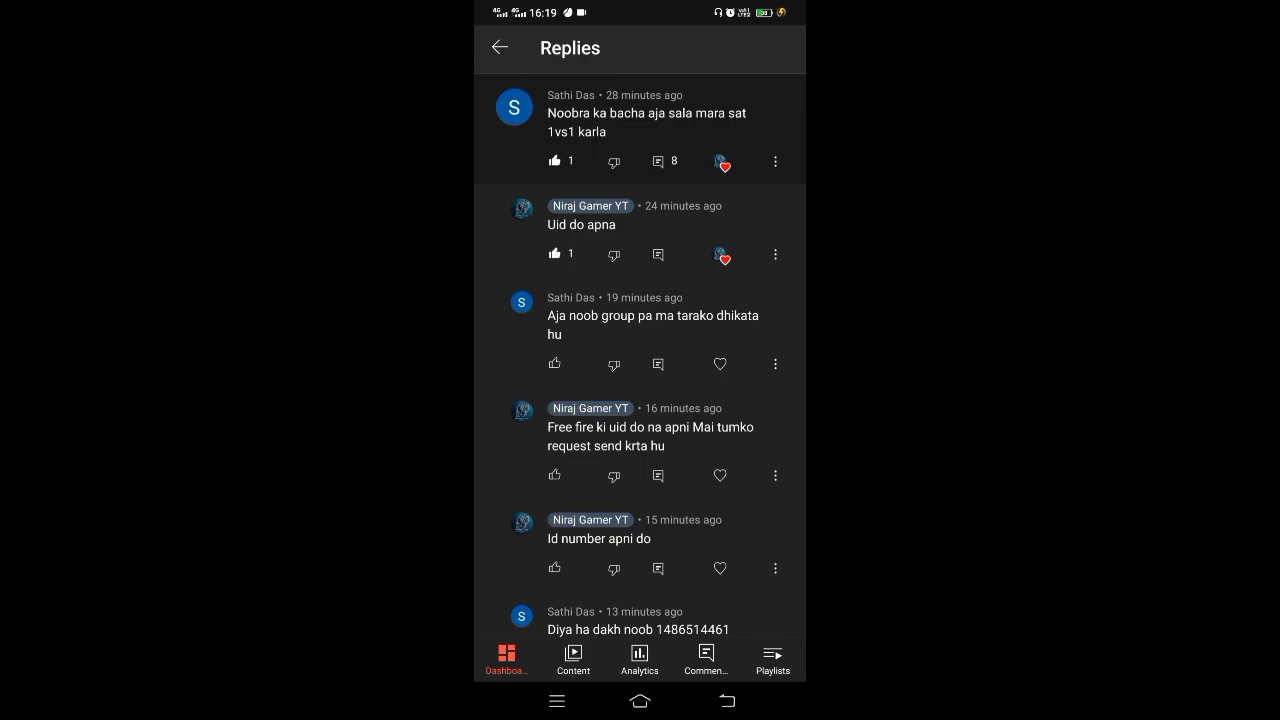 4G 4G 16:19
Replies
Sathi Das • 28 minutes ago
Noobra ka bacha aja sala mara sat
1vs1 karla
1 8
Niraj Gamer YT • 24 minutes ago
Uid do apna
1
Sathi Das • 19 minutes ago
Aja noob group pa ma tarako dhikata
hu
Niraj Gamer YT • 16 minutes ago
Free fire ki uid do na apni Mai tumko
request send krta hu
Niraj Gamer YT • 15 minutes ago
Id number apni do
Sathi Das • 13 minutes ago
Diya ha dakh noob 1486514461
Dashboa... Content Analytics Commen... Playlists
S
S
S